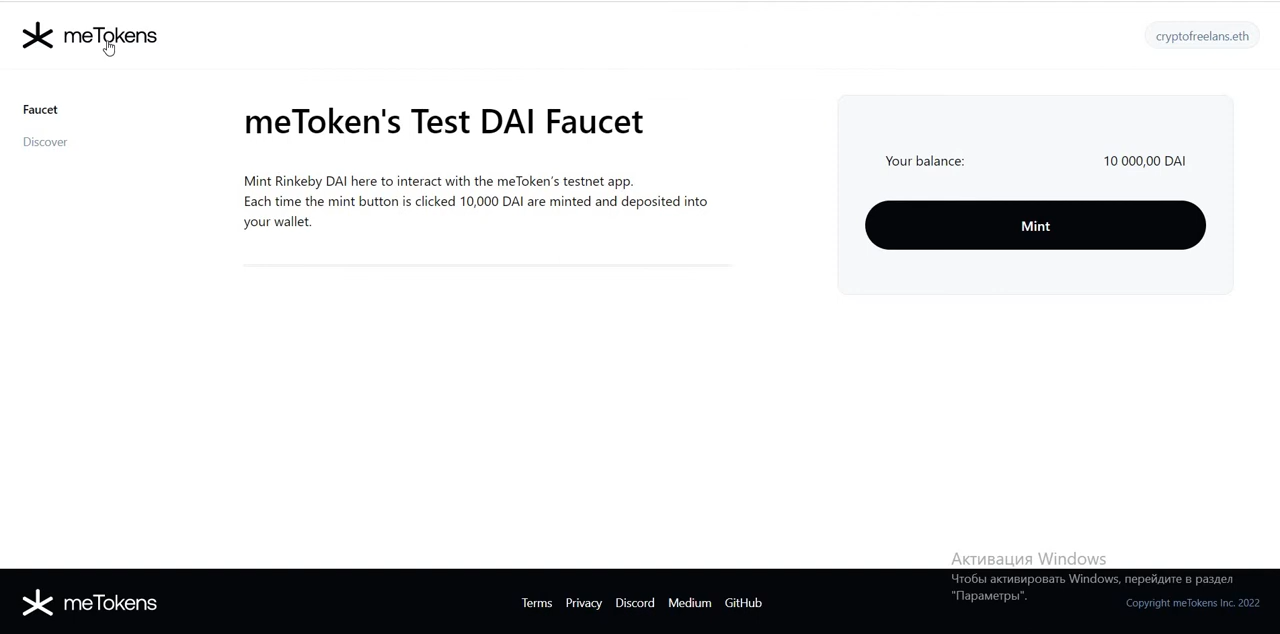 meTokens
cryptofreelans.eth
Faucet
Discover
meToken's Test DAI Faucet
Mint Rinkeby DAI here to interact with the meToken's testnet app.
Each time the mint button is clicked 10,000 DAI are minted and deposited into
your wallet.
Your balance:
10 000,00 DAI
Mint
Активация Windows
Чтобы активировать Windows, перейдите в раздел
"Параметры".
meTokens
Terms
Privacy
Discord
Medium
GitHub
Copyright meTokens Inc. 2022